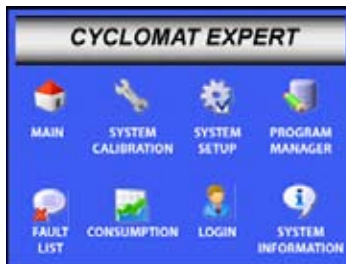 CYCLOMAT EXPERT
MAIN
SYSTEM
CALIBRATION
SYSTEM
SETUP
PROGRAM
MANAGER
FAULT
LIST
CONSUMPTION
LOGIN
SYSTEM
INFORMATION